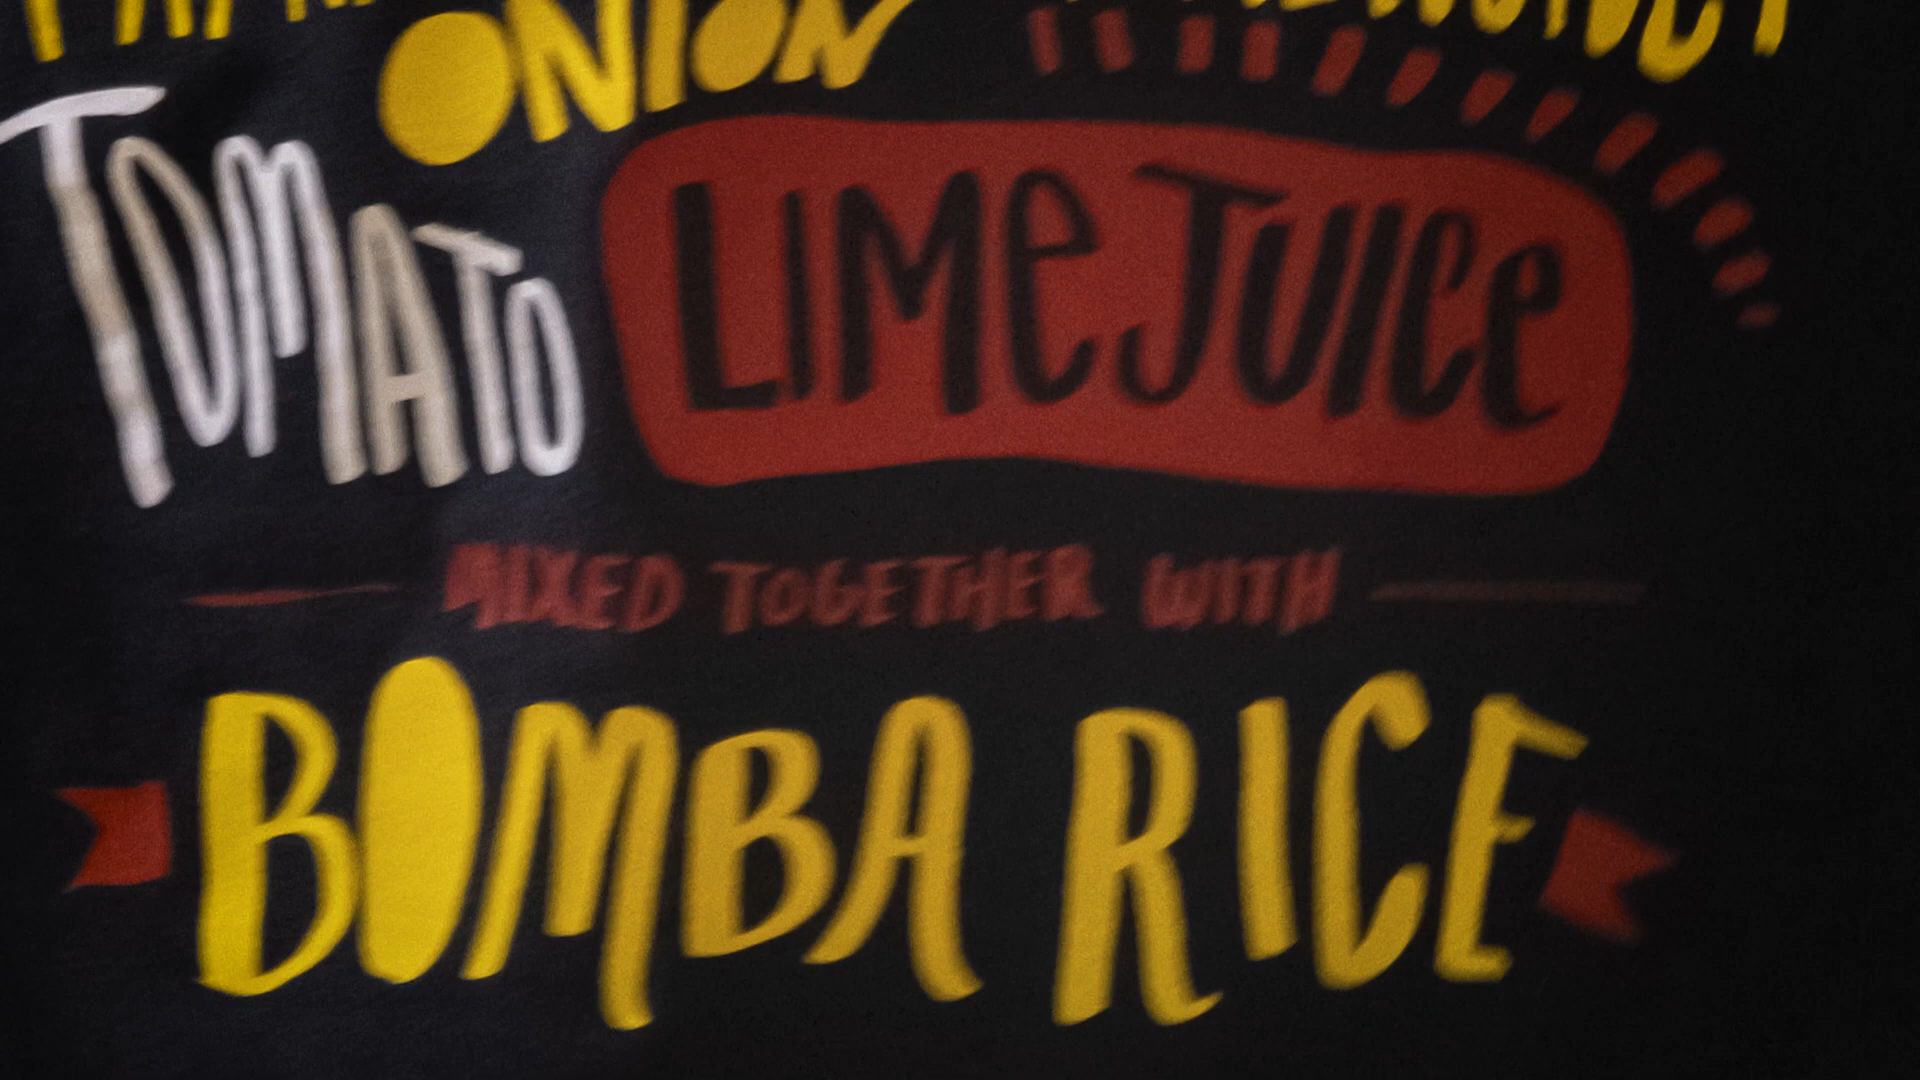 ONION
TOMATO LIME JUICE
MIXED TOGETHER WITH
BOMBA RICE